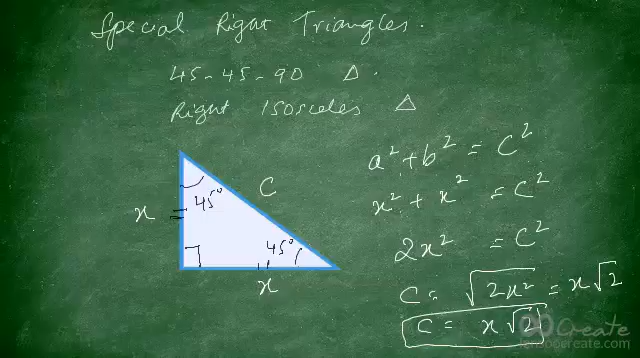 Special Right Triangles.
45-45-90 Δ.
Right Isosceles Δ
a² + b² = C²
x² + x² = C²
2x² = C²
C = √2x² = x√2
C = x√2
C
45°
x
45°
x
Create